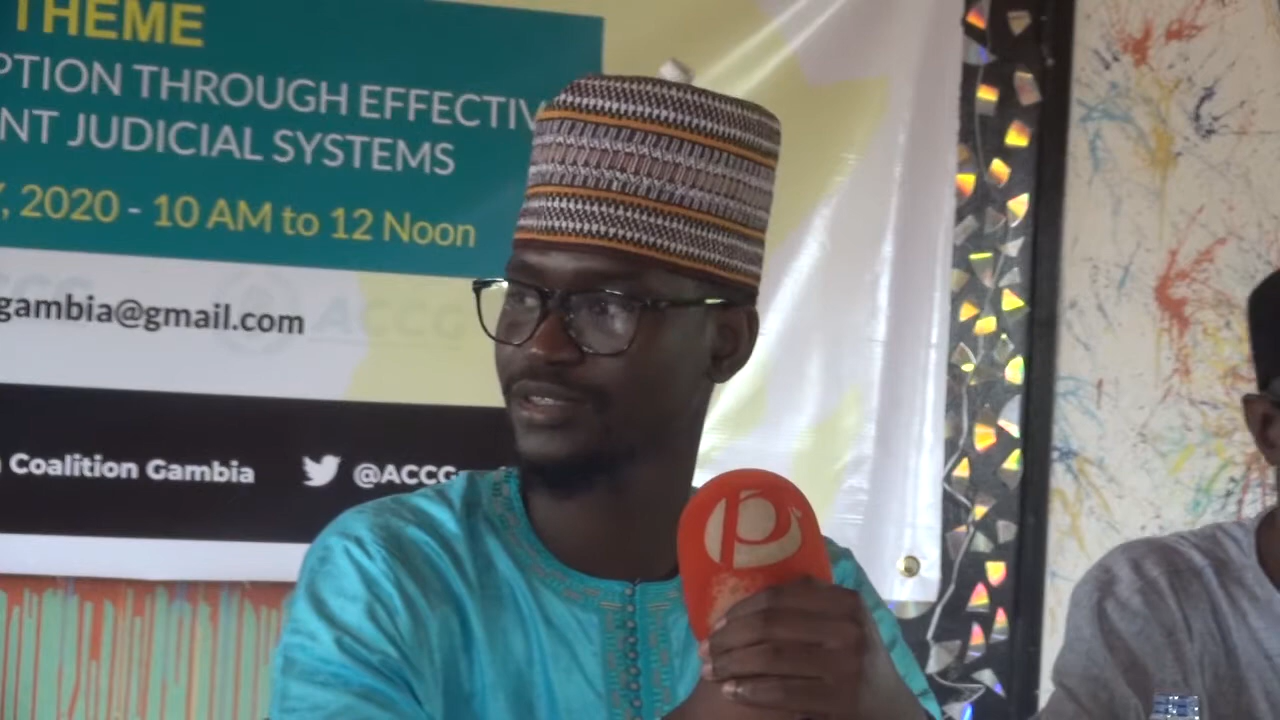 THEME
PTION THROUGH EFFECTIV
NT JUDICIAL SYSTEMS
, 2020 - 10 AM to 12 Noon
gambia@gmail.com
ACCG
Coalition Gambia
@ACCG